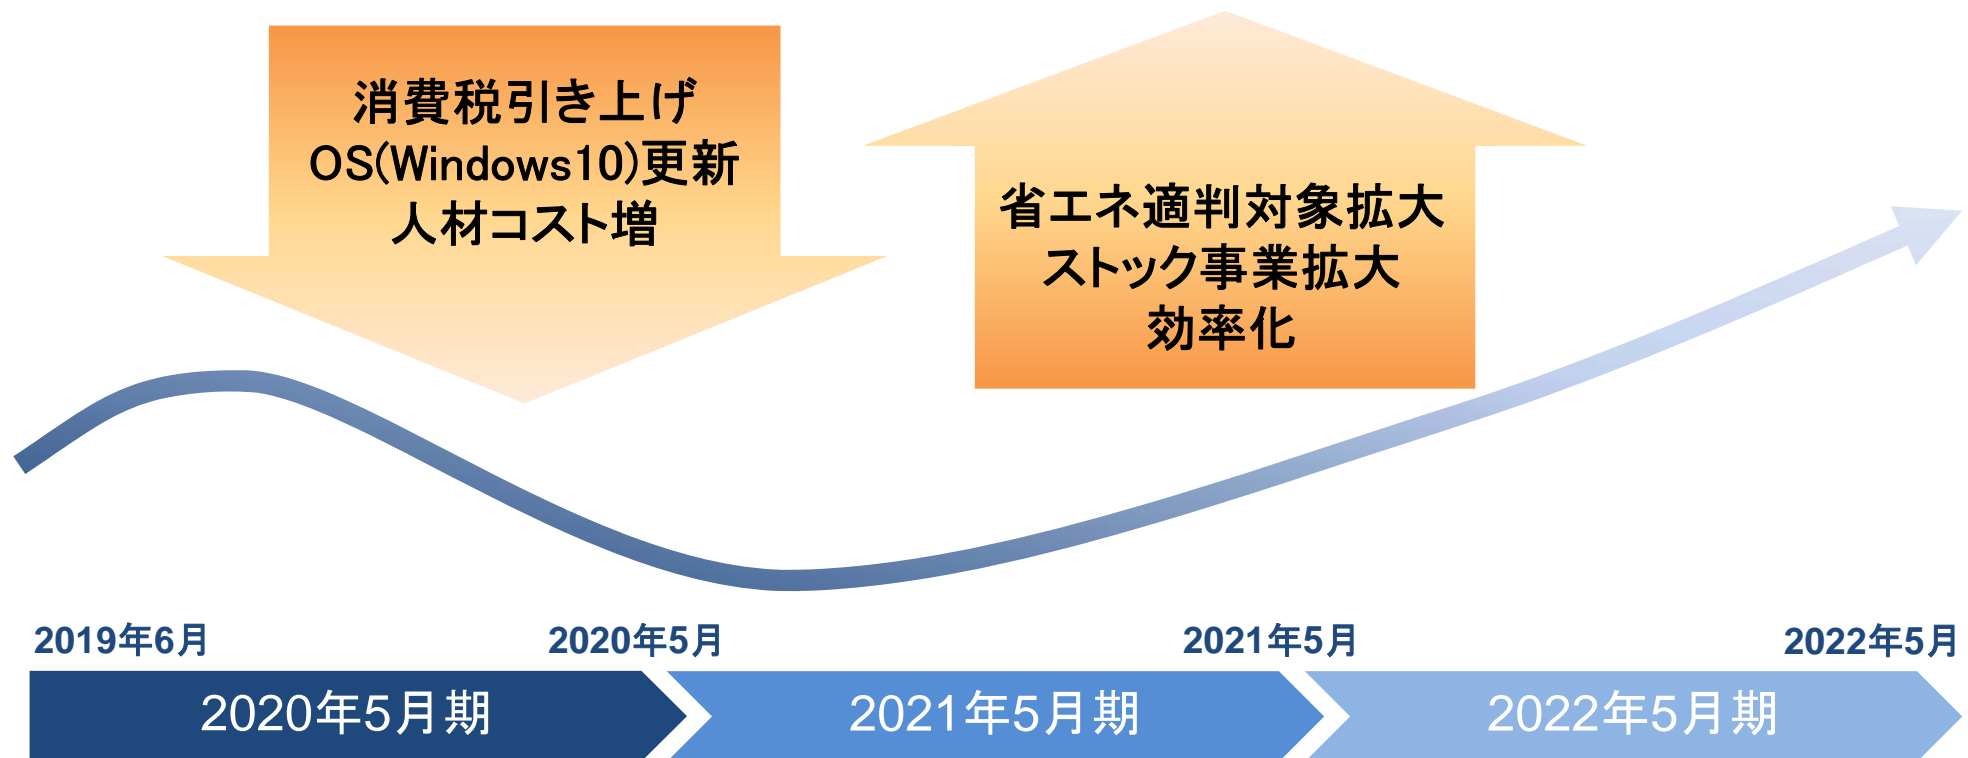 消費税引き上げ
OS(Windows10)更新
人材コスト増
省エネ適判対象拡大
ストック事業拡大
効率化
2019年6月
2020年5月
2021年5月
2022年5月
2020年5月期
2021年5月期
2022年5月期